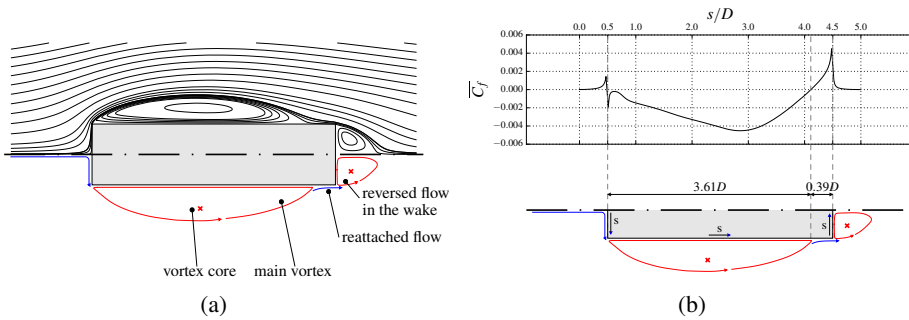 reversed flow
in the wake
reattached flow
vortex core
main vortex
(a)
s/D
0.0 0.5 1.0 2.0 3.0 4.0 4.5 5.0
0.006
0.004
0.002
0.000
−0.002
−0.004
−0.006
C_f
3.61D
0.39D
s
s
s
(b)